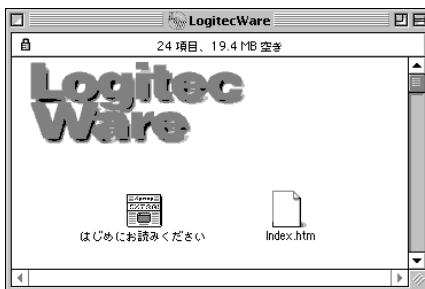 LogitecWare
24 項目、19.4 MB 空き
Logitec
Ware
はじめにお読みください
Index.htm